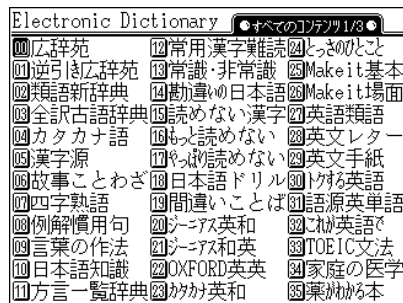 Electronic Dictionary ●すべてのコンテンツ1/3●
00広辞苑
01逆引き広辞苑
02類語新辞典
03全訳古語辞典
04カタカナ語
05漢字源
06故事ことわざ
07四字熟語
08例解慣用句
09言葉の作法
10日本語知識
11方言一覧辞典
12常用漢字難読
13常識・非常識
14勘違いの日本語
15読めない漢字
16もっと読めない
17やっぱり読めない
18日本語ドリル
19間違いことば
20ジーニアス英和
21ジーニアス和英
22OXFORD英英
23カタカナ英和
24とっさのひとこと
25Makeit基本
26Makeit場面
27英語類語
28英文レター
29英文手紙
30トクする英語
31語源英単語
32これが英語で
33TOEIC文法
34家庭の医学
35薬がわかる本